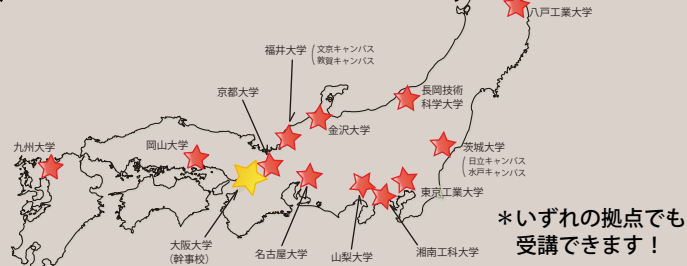 八戸工業大学
福井大学
文京キャンパス
敦賀キャンパス
京都大学
長岡技術
科学大学
金沢大学
茨城大学
日立キャンパス
水戸キャンパス
九州大学
岡山大学
東京工業大学
＊いずれの拠点でも
受講できます！
大阪大学
（幹事校）
名古屋大学
山梨大学
湘南工科大学